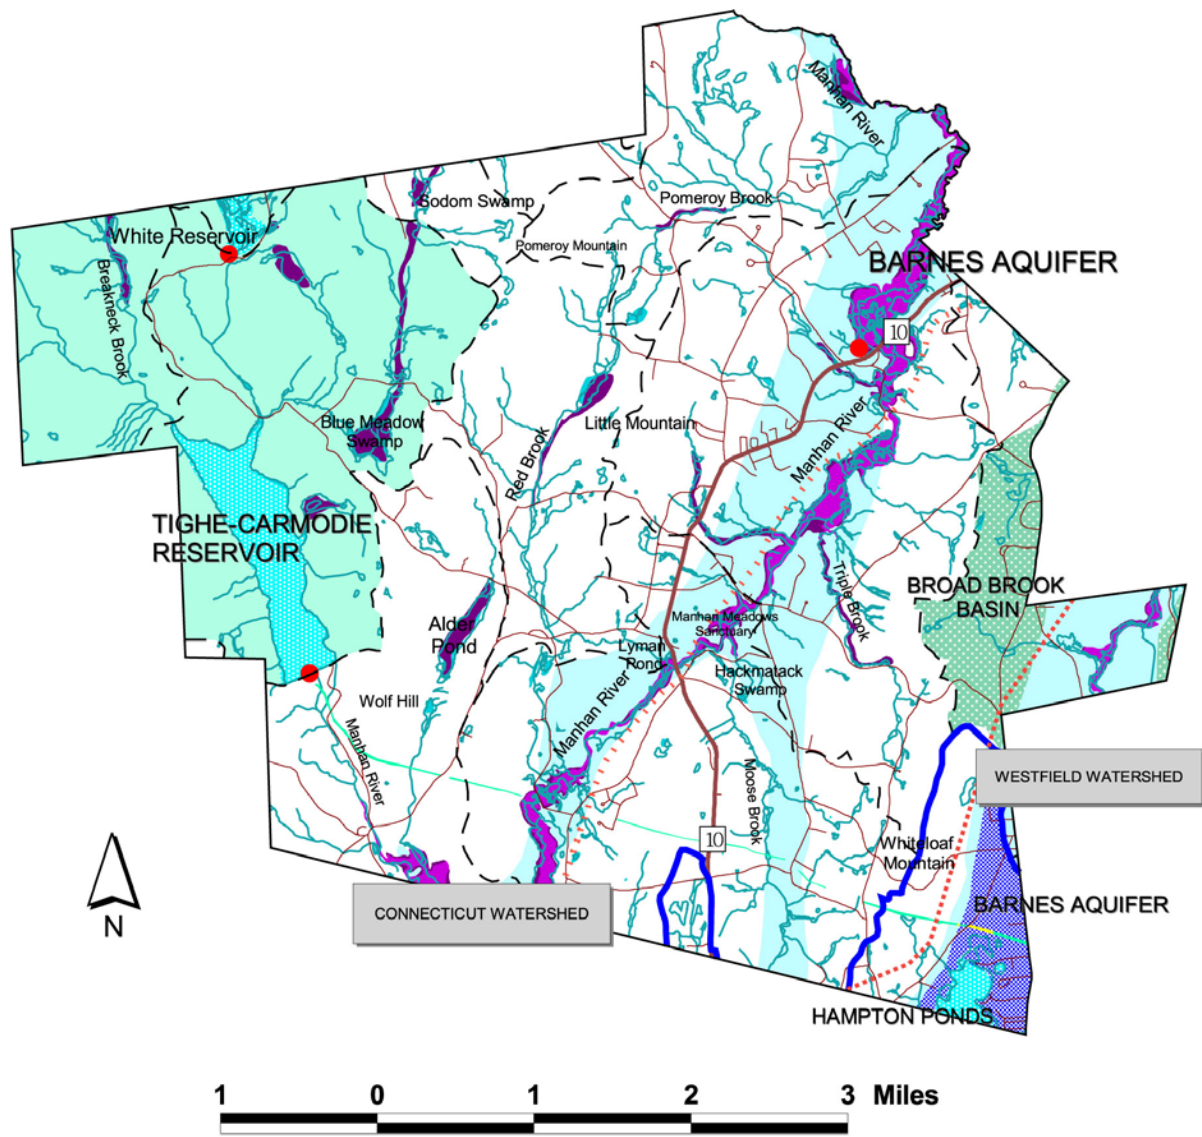 Manhan River
Sodom Swamp
Pomeroy Brook
White Reservoir
Pomeroy Mountain
BARNES AQUIFER
Breakneck Brook
10
Blue Meadow
Swamp
Little Mountain
Manhan River
Red Brook
TIGHE-CARMODIE
RESERVOIR
Triple Brook
BROAD BROOK
BASIN
Alder
Pond
Manhan Meadows
Sanctuary
Lyman
Pond
Hackmatack
Swamp
Wolf Hill
Manhan River
Manhan River
Moose Brook
WESTFIELD WATERSHED
10
Whiteloaf
Mountain
BARNES AQUIFER
CONNECTICUT WATERSHED
N
HAMPTON PONDS
1 0 1 2 3 Miles